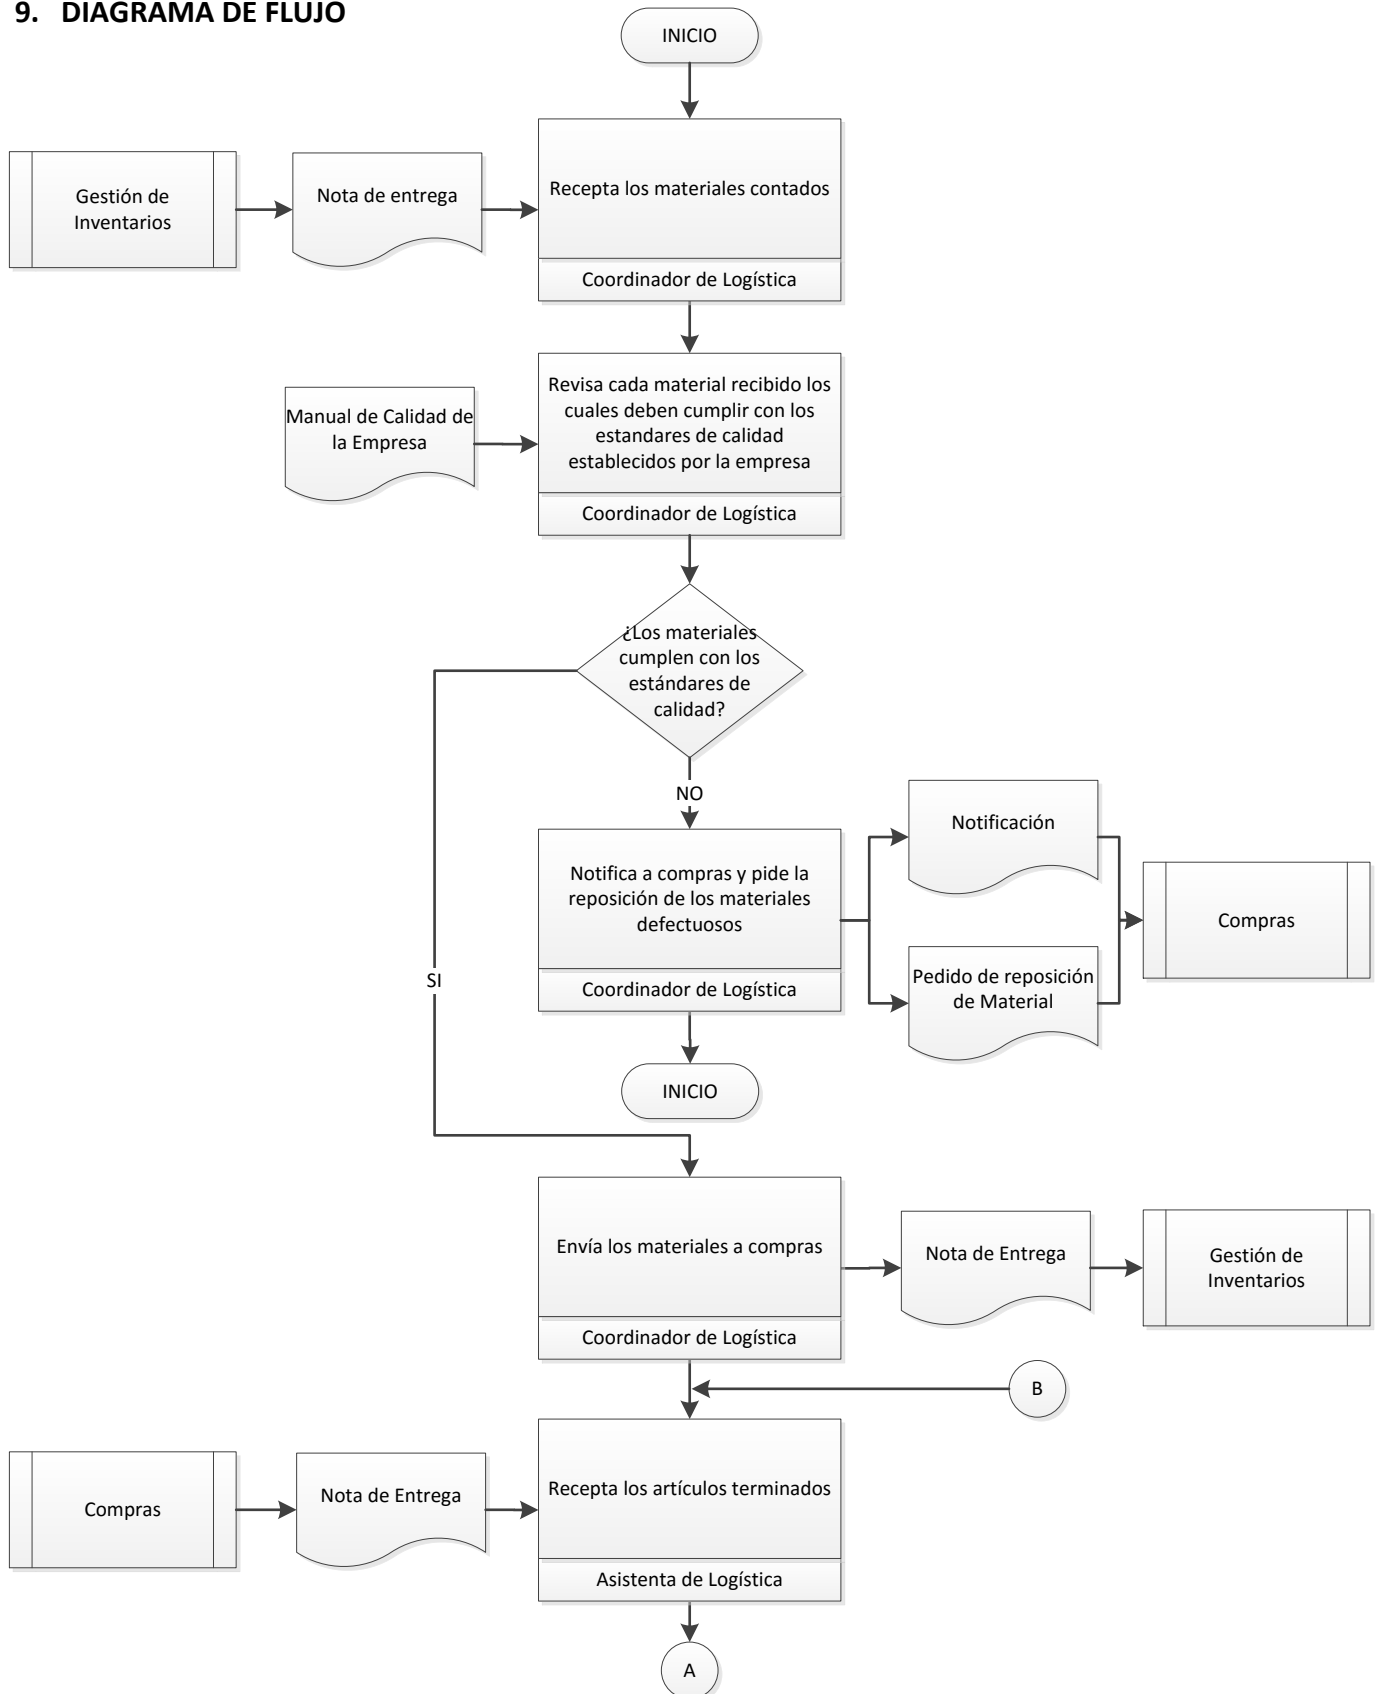 9. DIAGRAMA DE FLUJO
INICIO
Gestión de
Inventarios
Nota de entrega
Recepta los materiales contados
Coordinador de Logística
Manual de Calidad de
la Empresa
Revisa cada material recibido los
cuales deben cumplir con los
estandares de calidad
establecidos por la empresa
Coordinador de Logística
¿Los materiales
cumplen con los
estándares de
calidad?
NO
SI
Notifica a compras y pide la
reposición de los materiales
defectuosos
Coordinador de Logística
Notificación
Pedido de reposición
de Material
Compras
INICIO
Envía los materiales a compras
Coordinador de Logística
Nota de Entrega
Gestión de
Inventarios
B
Compras
Nota de Entrega
Recepta los artículos terminados
Asistenta de Logística
A